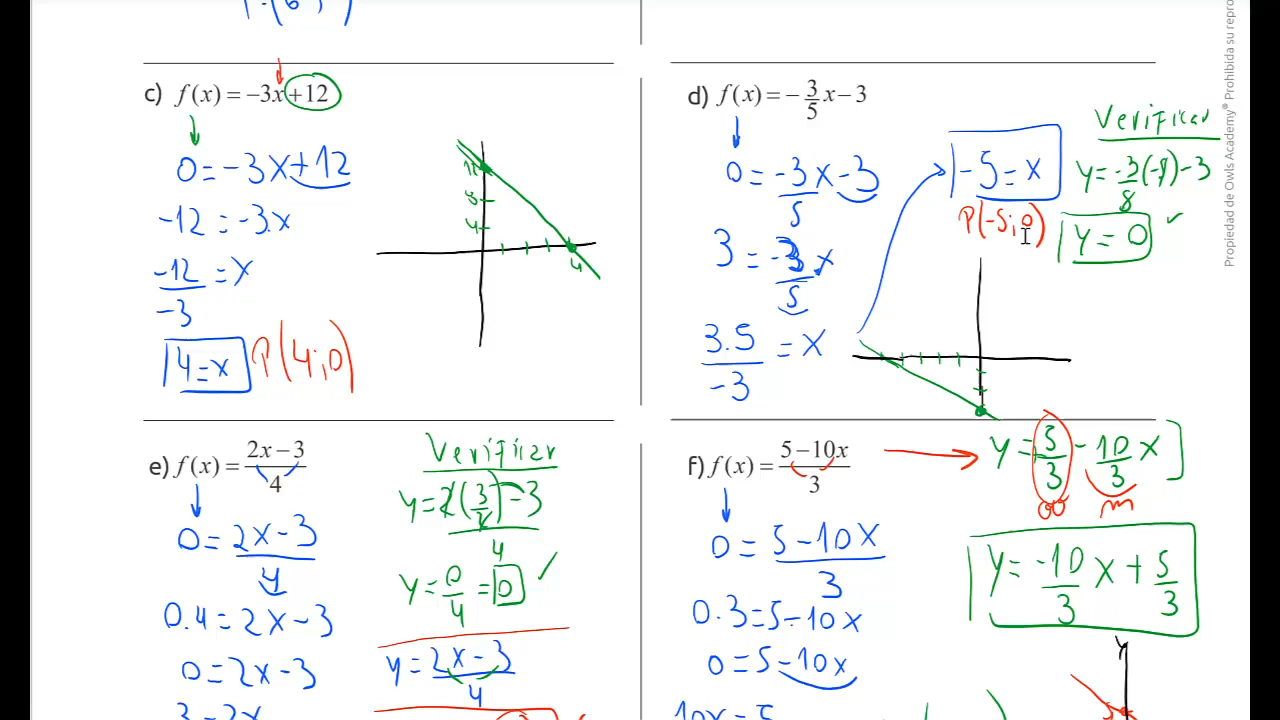 c) f(x) = −3x+12
0 = -3x+12
-12 = -3x
-12/-3 = x
4=x P(4;0)
12
8
4
4
d) f(x) = − 3/5 x − 3
0 = -3/5 x - 3
3 = -3/5 x
3.5/-3 = x
-5 = x
P(-5;0)
Verificar
y = 0 ✓
e) f(x) = 2x − 3 / 4
0 = 2x-3 / 4
0.4 = 2x-3
0 = 2x-3
Verificar
y = 2(3/2) - 3 / 4
y = 0/4 = 0 ✓
y = 2x-3 / 4
f) f(x) = 5 − 10x / 3
0 = 5-10x / 3
0.3 = 5-10x
0 = 5-10x
y = 5/3 - 10/3 x
oo m
y = -10/3 x + 5/3
y
Propiedad de Owls Academy® Prohibida su repro